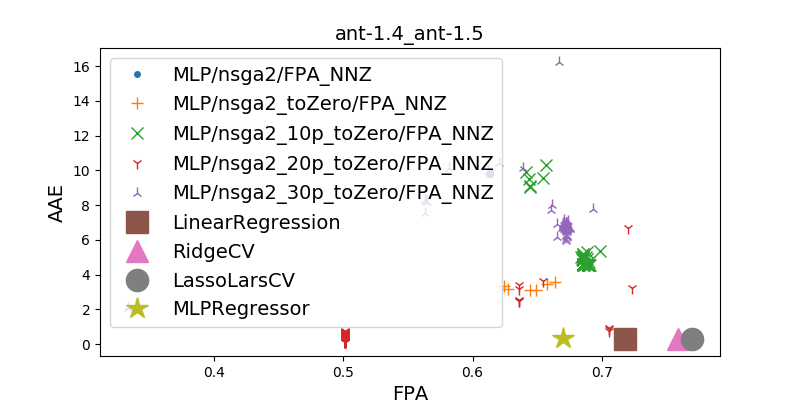 ant-1.4_ant-1.5
16
14
12
10
8
6
4
2
0
AAE
MLP/nsga2/FPA_NNZ
MLP/nsga2_toZero/FPA_NNZ
MLP/nsga2_10p_toZero/FPA_NNZ
MLP/nsga2_20p_toZero/FPA_NNZ
MLP/nsga2_30p_toZero/FPA_NNZ
LinearRegression
RidgeCV
LassoLarsCV
MLPRegressor
0.4 0.5 0.6 0.7
FPA